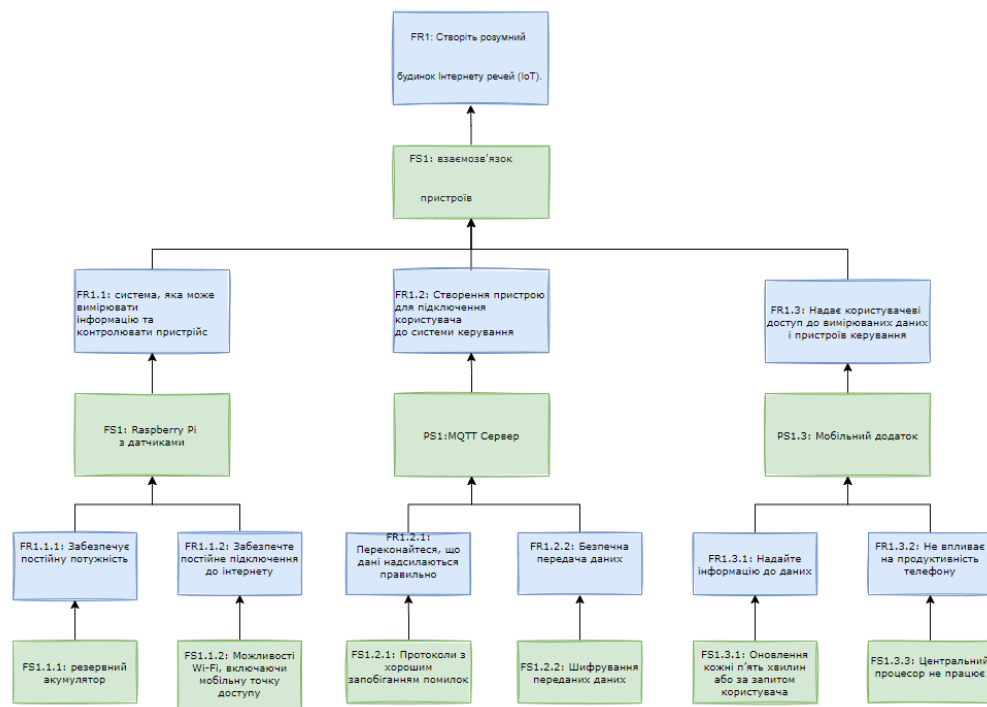 FR1: Створіть розумний
будинок Інтернету речей (IoT).
FS1: взаємозв'язок
пристроїв
FR1.1: система, яка може
вимірювати
інформацію та
контролювати пристрійс
FR1.2: Створення пристрою
для підключення
користувача
до системи керування
FR1.3: Надає користувачеві
доступ до вимірюваних даних
і пристроїв керування
FS1: Raspberry Pi
з датчиками
PS1:MQTT Сервер
PS1.3: Мобільний додаток
FR1.1.1: Забезпечує
постійну потужність
FR1.1.2: Забезпечте
постійне підключення
до інтернету
FR1.2.1:
Переконайтеся, що
дані надсилаються
правильно
FR1.2.2: Безпечна
передача даних
FR1.3.1: Надайте
інформацію до даних
FR1.3.2: Не впливає
на продуктивність
телефону
FS1.1.1: резервний
акумулятор
FS1.1.2: Можливості
Wi-Fi, включаючи
мобільну точку
доступу
FS1.2.1: Протоколи з
хорошим
запобіганням помилок
FS1.2.2: Шифрування
переданих даних
FS1.3.1: Оновлення
кожні п'ять хвилин
або за запитом
користувача
FS1.3.3: Центральний
процесор не працює